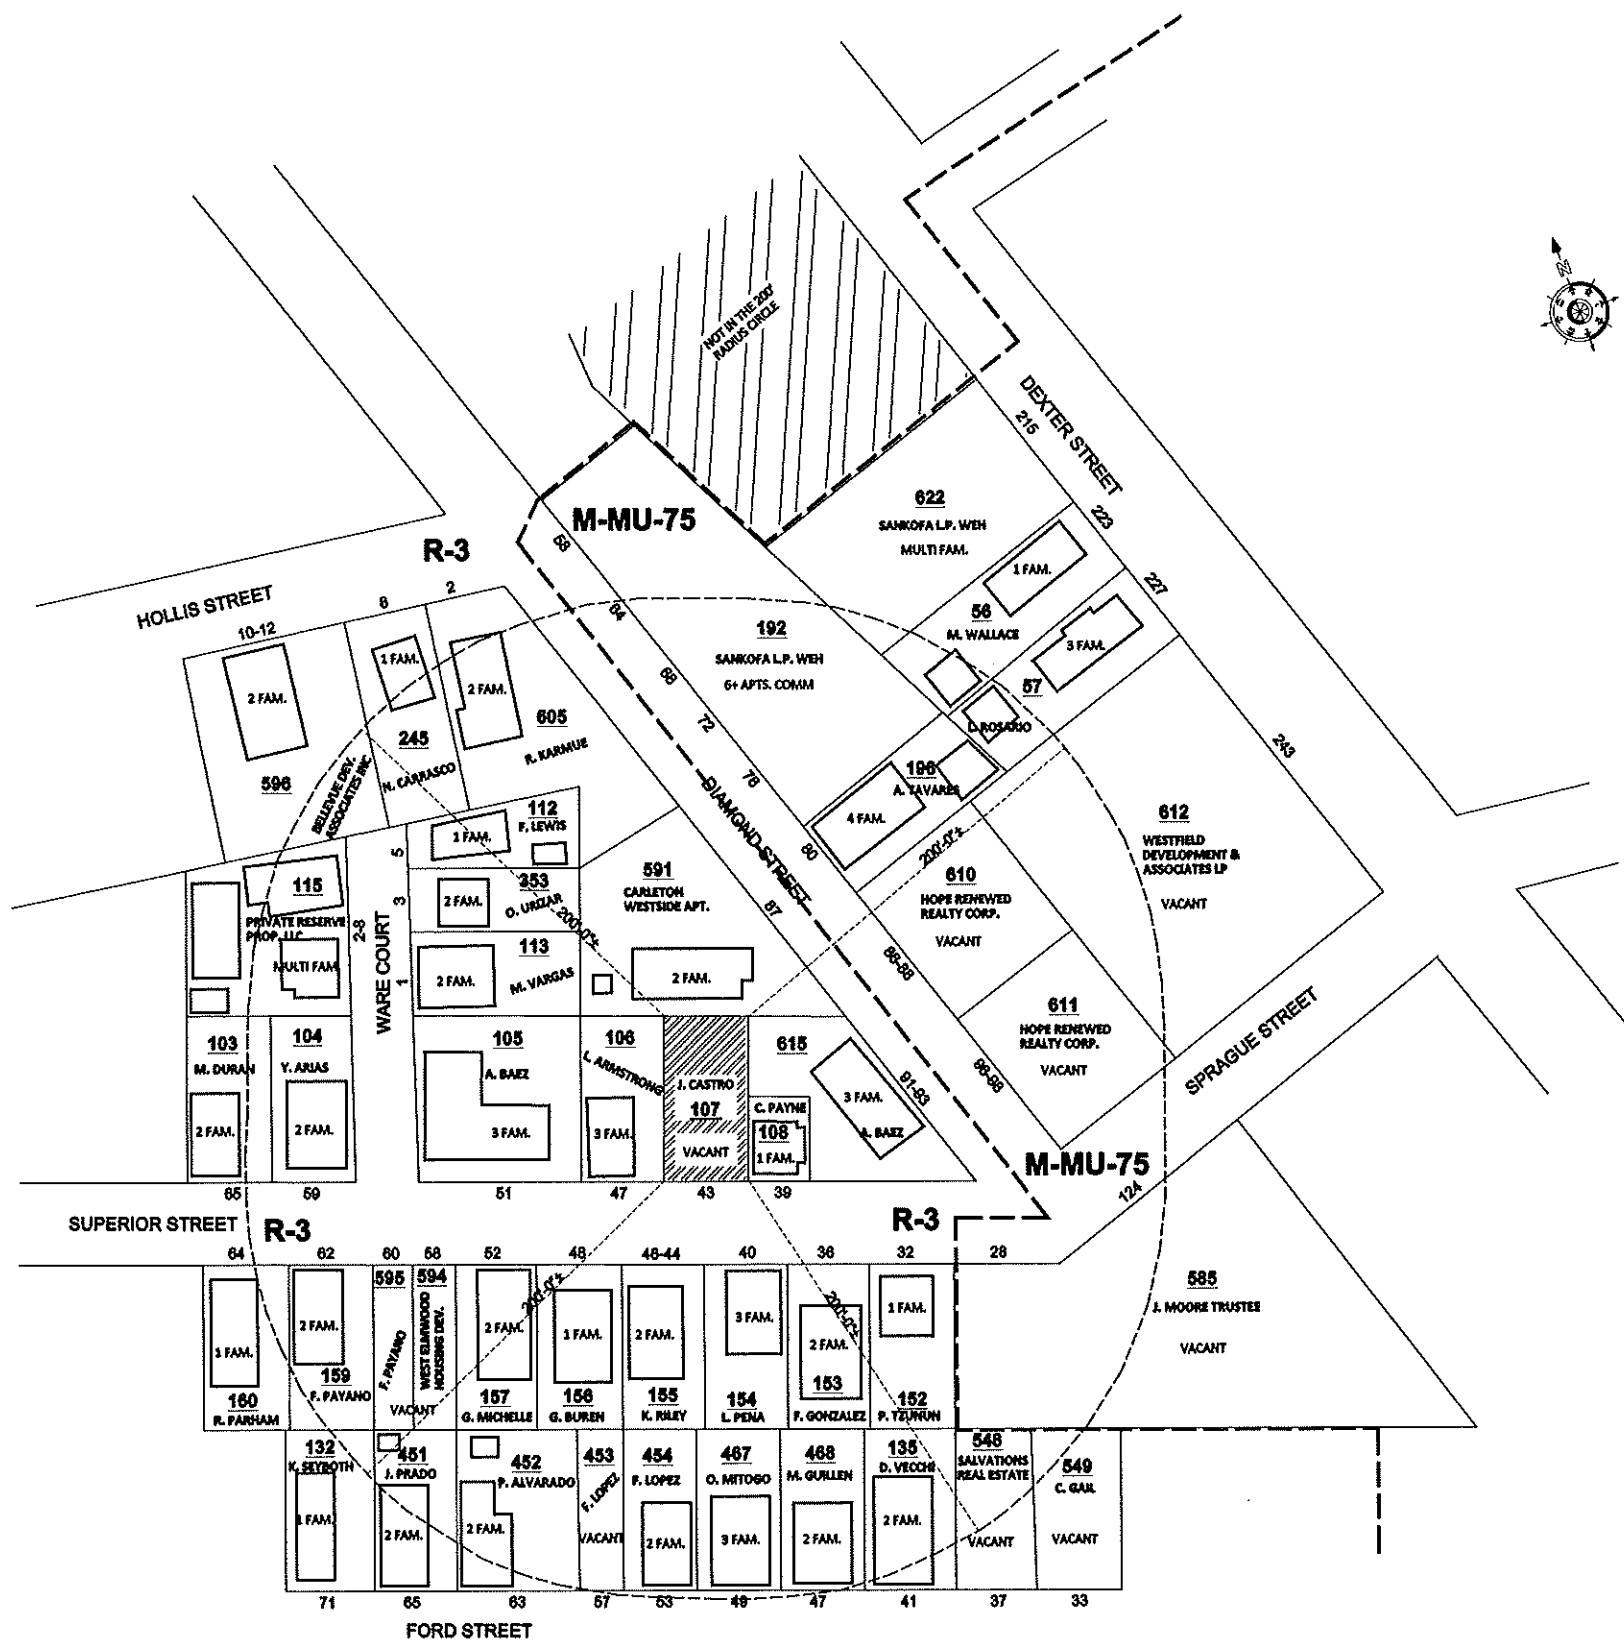 NOT IN THE 200'
RADIUS CIRCLE
N
DEXTER STREET
215
223
227
243
M-MU-75
R-3
622
SANKOFA L.P. WEH
MULTI FAM.
1 FAM.
56
M. WALLACE
3 FAM.
57
L. ROSARIO
58
64
68
72
78
80
88-88
98-98
192
SANKOFA L.P. WEH
6+ APTS. COMM
196
A. TAVARES
4 FAM.
200'-0"±
612
WESTFIELD
DEVELOPMENT &
ASSOCIATES LP
VACANT
610
HOPE RENEWED
REALTY CORP.
VACANT
611
HOPE RENEWED
REALTY CORP.
VACANT
DIAMOND STREET
87
91-93
SPRAGUE STREET
124
HOLLIS STREET
10-12
6
2
2 FAM.
596
BELLEVUE DEV.
ASSOCIATES INC
1 FAM.
245
N. CARRASCO
2 FAM.
605
R. KARMUE
112
F. LEWIS
1 FAM.
5
353
O. URIZAR
2 FAM.
3
113
M. VARGAS
2 FAM.
1
200'-0"±
591
CARLETON
WESTSIDE APT.
2 FAM.
115
PRIVATE RESERVE
PROP. LLC
MULTI FAM.
2-8
WARE COURT
103
M. DURAN
2 FAM.
104
Y. ARIAS
2 FAM.
105
A. BAEZ
3 FAM.
106
L. ARMSTRONG
3 FAM.
J. CASTRO
107
VACANT
615
C. PAYNE
108
1 FAM.
3 FAM.
A. BAEZ
M-MU-75
65
59
51
47
43
39
SUPERIOR STREET
R-3
R-3
64
62
60
58
52
48
46-44
40
36
32
28
1 FAM.
160
R. PARHAM
2 FAM.
159
F. PAYANO
595
F. PAYANO
594
WEST ELMWOOD
HOUSING DEV.
VACANT
2 FAM.
157
G. MICHELLE
200'-0"±
1 FAM.
156
G. BUREN
2 FAM.
155
K. RILEY
3 FAM.
154
L. PENA
200'-0"±
2 FAM.
153
F. GONZALEZ
1 FAM.
152
P. TZUNUN
585
J. MOORE TRUSTEE
VACANT
132
1 FAM.
451
J. PRADO
2 FAM.
452
P. ALVARADO
2 FAM.
453
F. LOPEZ
VACANT
454
F. LOPEZ
2 FAM.
467
O. MITOGO
3 FAM.
468
M. GUILLEN
2 FAM.
135
D. VECCHI
2 FAM.
548
SALVATIONS
REAL ESTATE
VACANT
549
C. GAIL
VACANT
71
65
63
57
53
49
47
41
37
33
FORD STREET